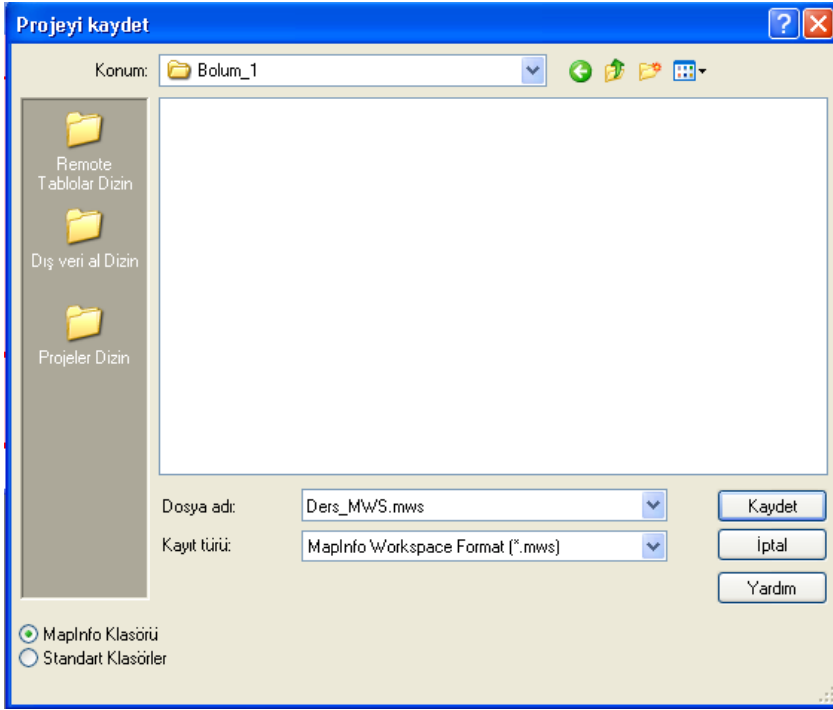 Projeyi kaydet
Konum:
Bolum_1
Remote
Tablolar Dizin
Dış veri al Dizin
Projeler Dizin
Dosya adı:
Ders_MWS.mws
Kaydet
Kayıt türü:
MapInfo Workspace Format (*.mws)
İptal
Yardım
MapInfo Klasörü
Standart Klasörler